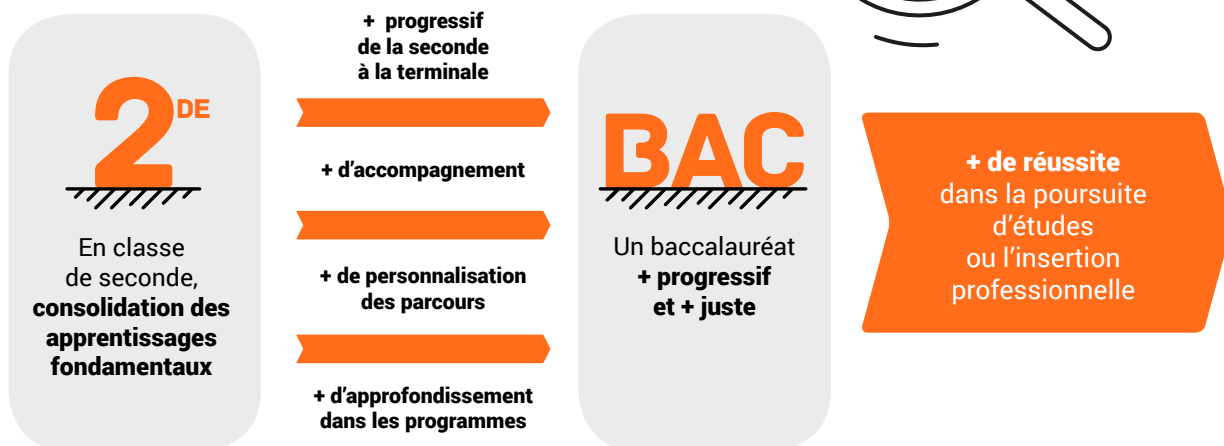 2DE
En classe
de seconde,
consolidation des
apprentissages
fondamentaux
+ progressif
de la seconde
à la terminale
+ d'accompagnement
+ de personnalisation
des parcours
+ d'approfondissement
dans les programmes
BAC
Un baccalauréat
+ progressif
et + juste
+ de réussite
dans la poursuite
d'études
ou l'insertion
professionnelle